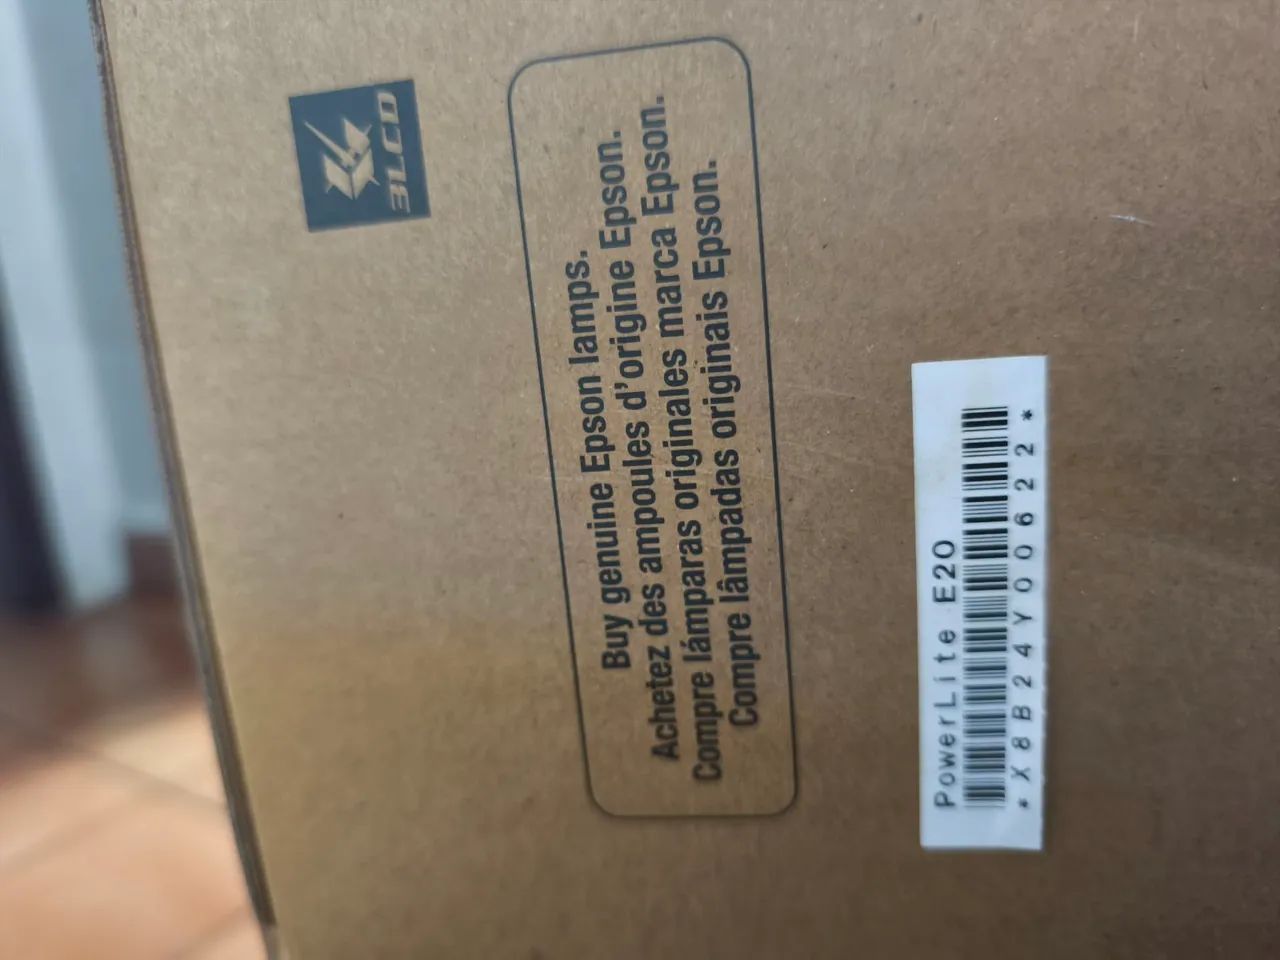 3LCD
Buy genuine Epson lamps.
Achetez des ampoules d'origine Epson.
Compre lámparas originales marca Epson.
Compre lâmpadas originais Epson.
PowerLite E20
*X8B24Y00622*